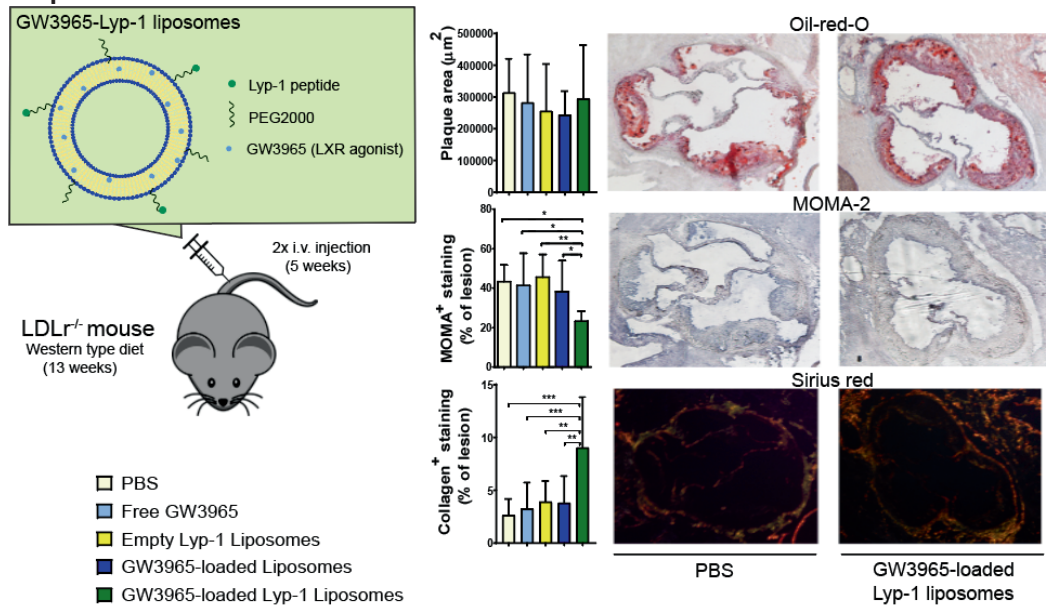 GW3965-Lyp-1 liposomes
Lyp-1 peptide
PEG2000
GW3965 (LXR agonist)
2x i.v. injection
(5 weeks)
LDLr-/- mouse
Western type diet
(13 weeks)
PBS
Free GW3965
Empty Lyp-1 Liposomes
GW3965-loaded Liposomes
GW3965-loaded Lyp-1 Liposomes
Plaque area (µm2)
500000
400000
300000
200000
100000
0
Oil-red-O
MOMA+ staining
(% of lesion)
80
60
40
20
0
*
*
**
*
MOMA-2
Collagen+ staining
(% of lesion)
15
10
5
0
***
***
**
**
Sirius red
PBS
GW3965-loaded
Lyp-1 liposomes